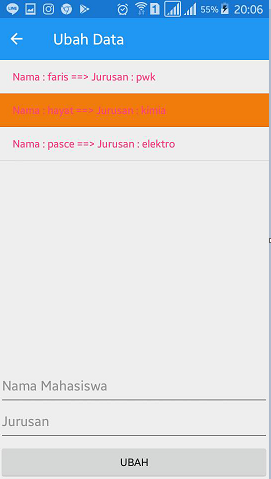 55% 20:06
Ubah Data
Nama : faris ==> Jurusan : pwk
Nama : hayat ==> Jurusan : kimia
Nama : pasce ==> Jurusan : elektro
Nama Mahasiswa
Jurusan
UBAH